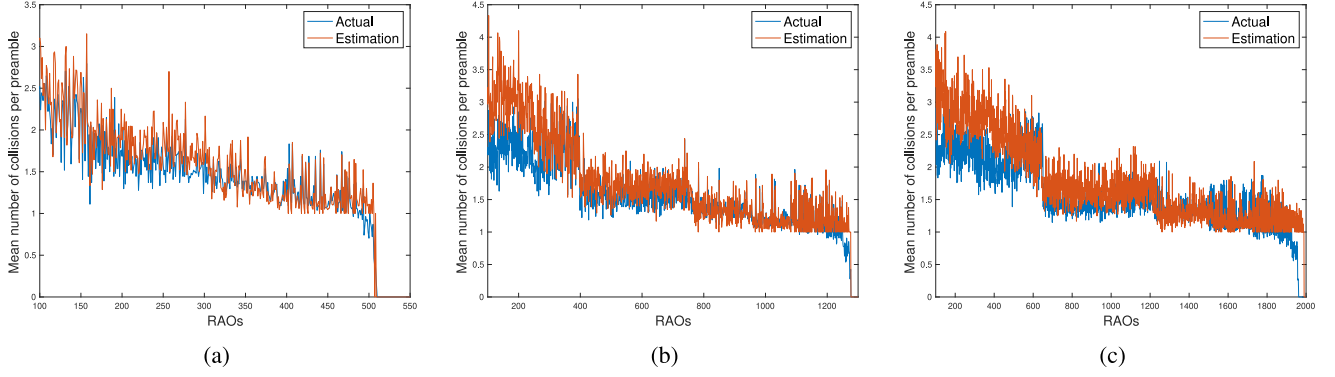 Mean number of collisions per preamble
3.5
3
2.5
2
1.5
1
0.5
0
100 150 200 250 300 350 400 450 500 550
RAOs
Actual
Estimation
(a)
Mean number of collisions per preamble
4.5
4
3.5
3
2.5
2
1.5
1
0.5
0
200 400 600 800 1000 1200
RAOs
Actual
Estimation
(b)
Mean number of collisions per preamble
4.5
4
3.5
3
2.5
2
1.5
1
0.5
0
200 400 600 800 1000 1200 1400 1600 1800 2000
RAOs
Actual
Estimation
(c)